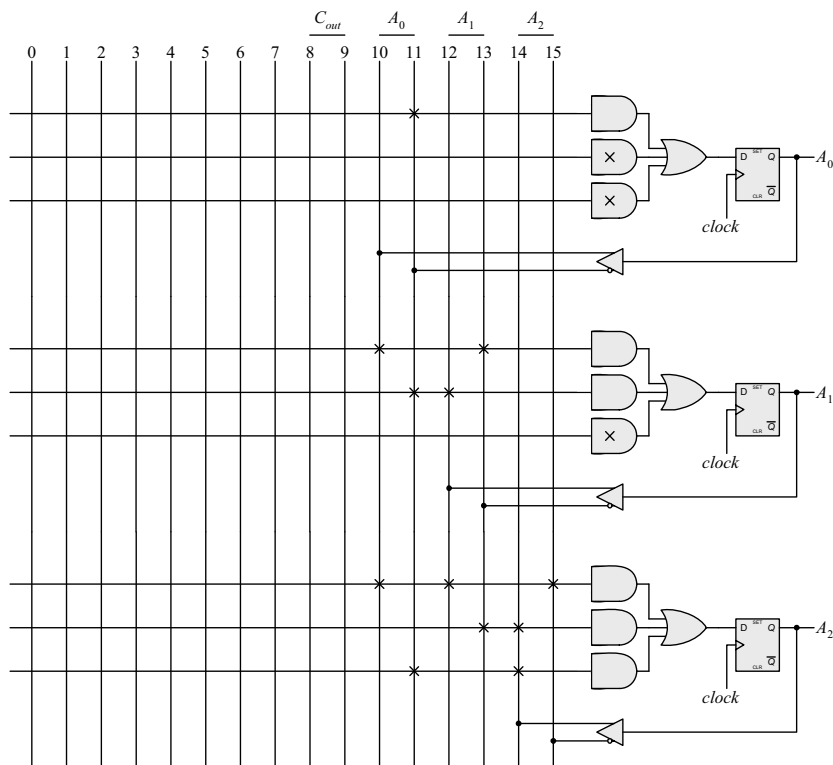 C_out A_0 A_1 A_2
0 1 2 3 4 5 6 7 8 9 10 11 12 13 14 15
D SET Q
A_0
CLR Q̅
clock
D SET Q
A_1
CLR Q̅
clock
D SET Q
A_2
CLR Q̅
clock